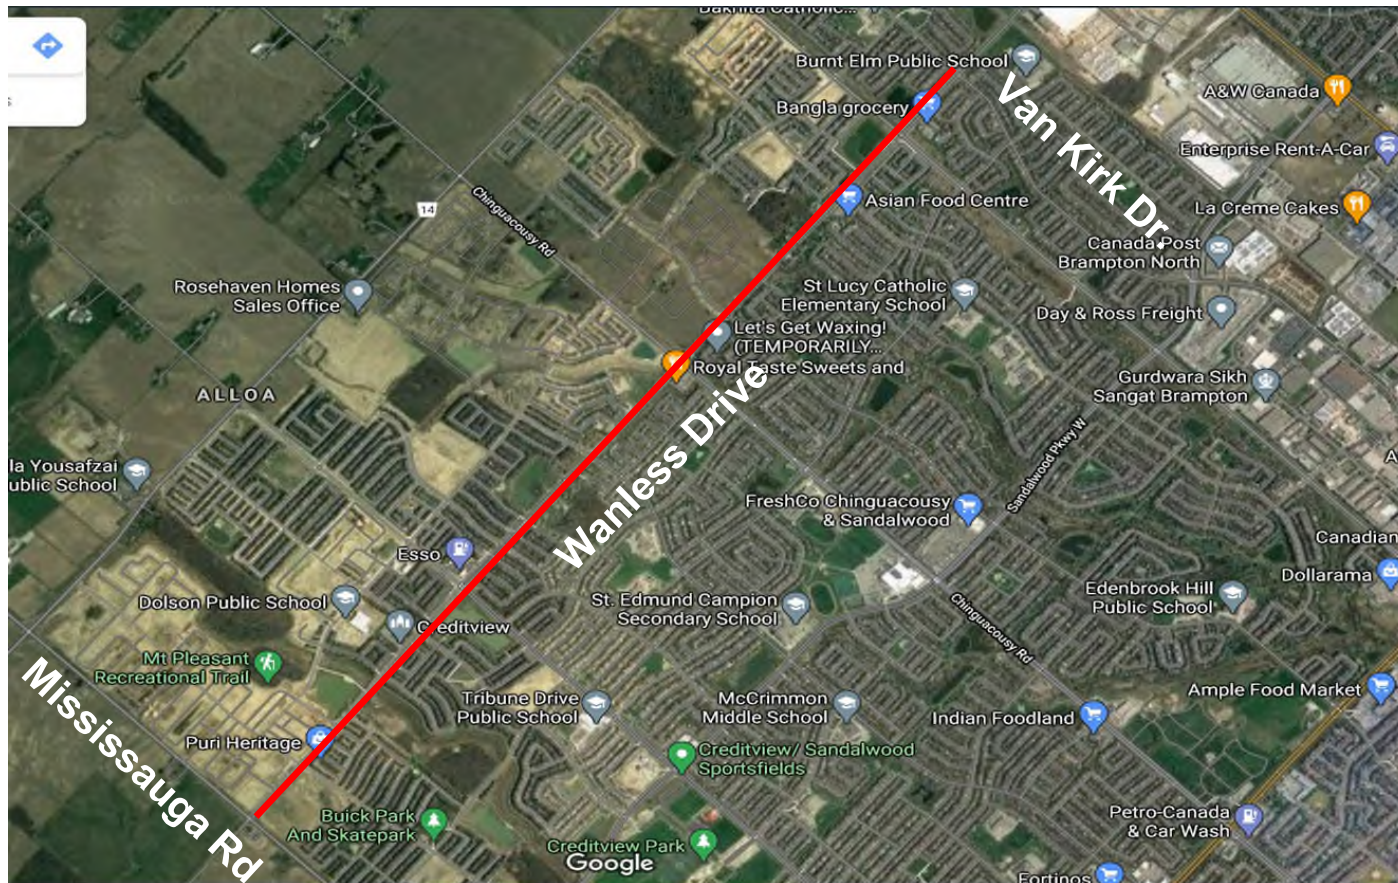 Bakhita Catholic...
s
Burnt Elm Public School
Van Kirk Dr.
Bangla grocery
A&W Canada
Enterprise Rent-A-Car
Asian Food Centre
La Creme Cakes
Chinguacousy Rd
14
Canada Post
Brampton North
Rosehaven Homes
Sales Office
St Lucy Catholic
Elementary School
Day & Ross Freight
Let's Get Waxing!
(TEMPORARILY...
Royal Taste Sweets and
Gurdwara Sikh
Sangat Brampton
ALLOA
Wanless Drive
Sandalwood Pkwy W
la Yousafzai
ublic School
A
FreshCo Chinguacousy
& Sandalwood
Esso
Canadian
Dollarama
Dolson Public School
Creditview
St. Edmund Campion
Secondary School
Edenbrook Hill
Public School
Chinguacousy Rd
Mt Pleasant
Recreational Trail
Mississauga Rd
Tribune Drive
Public School
McCrimmon
Middle School
Indian Foodland
Ample Food Market
Puri Heritage
Creditview/ Sandalwood
Sportsfields
Buick Park
And Skatepark
Creditview Park
Petro-Canada
& Car Wash
Google
Fortinos